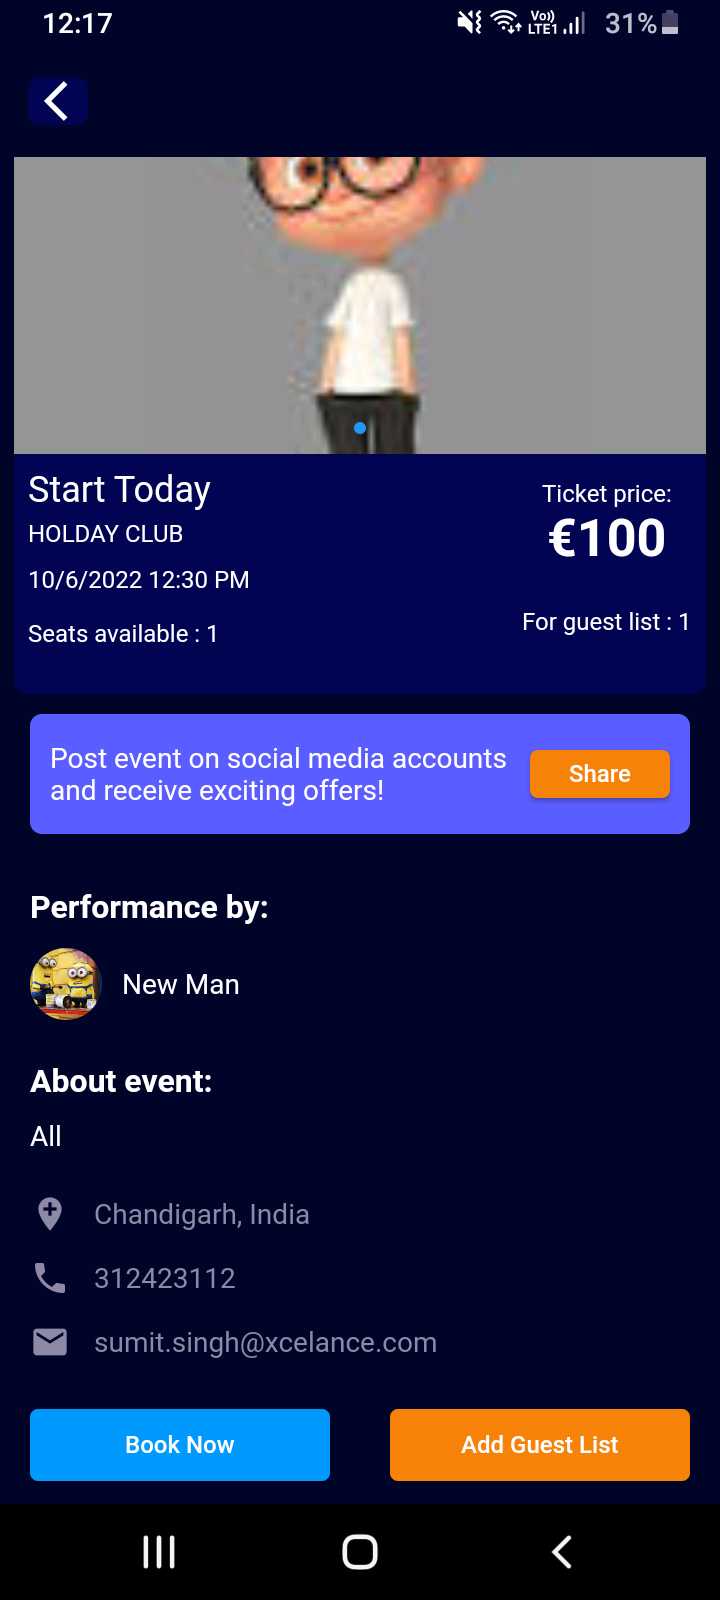 12:17
Vo))
LTE1
31%
Start Today
HOLDAY CLUB
10/6/2022 12:30 PM
Seats available : 1
Ticket price:
€100
For guest list : 1
Post event on social media accounts
and receive exciting offers!
Share
Performance by:
New Man
About event:
All
Chandigarh, India
312423112
sumit.singh@xcelance.com
Book Now
Add Guest List